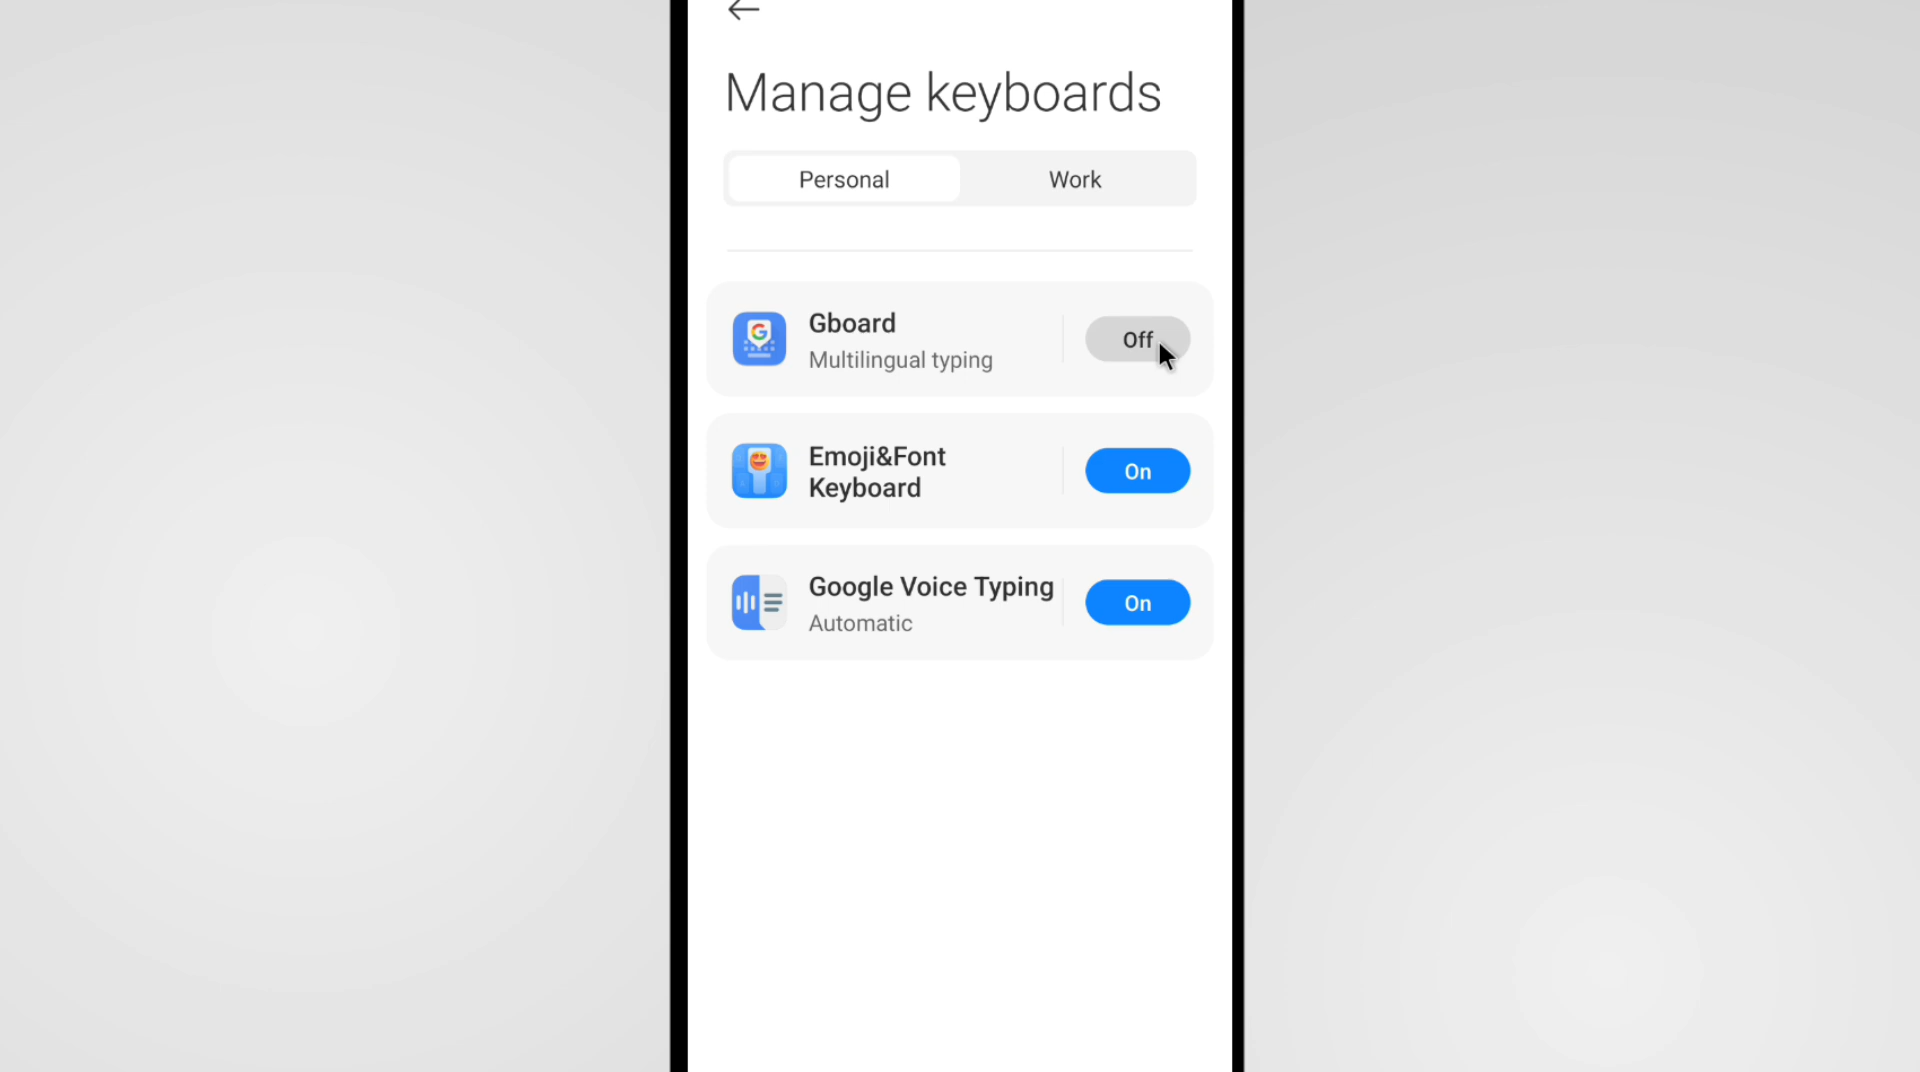 Manage keyboards
Personal
Work
Gboard
Multilingual typing
Off
Emoji&Font
Keyboard
On
Google Voice Typing
Automatic
On